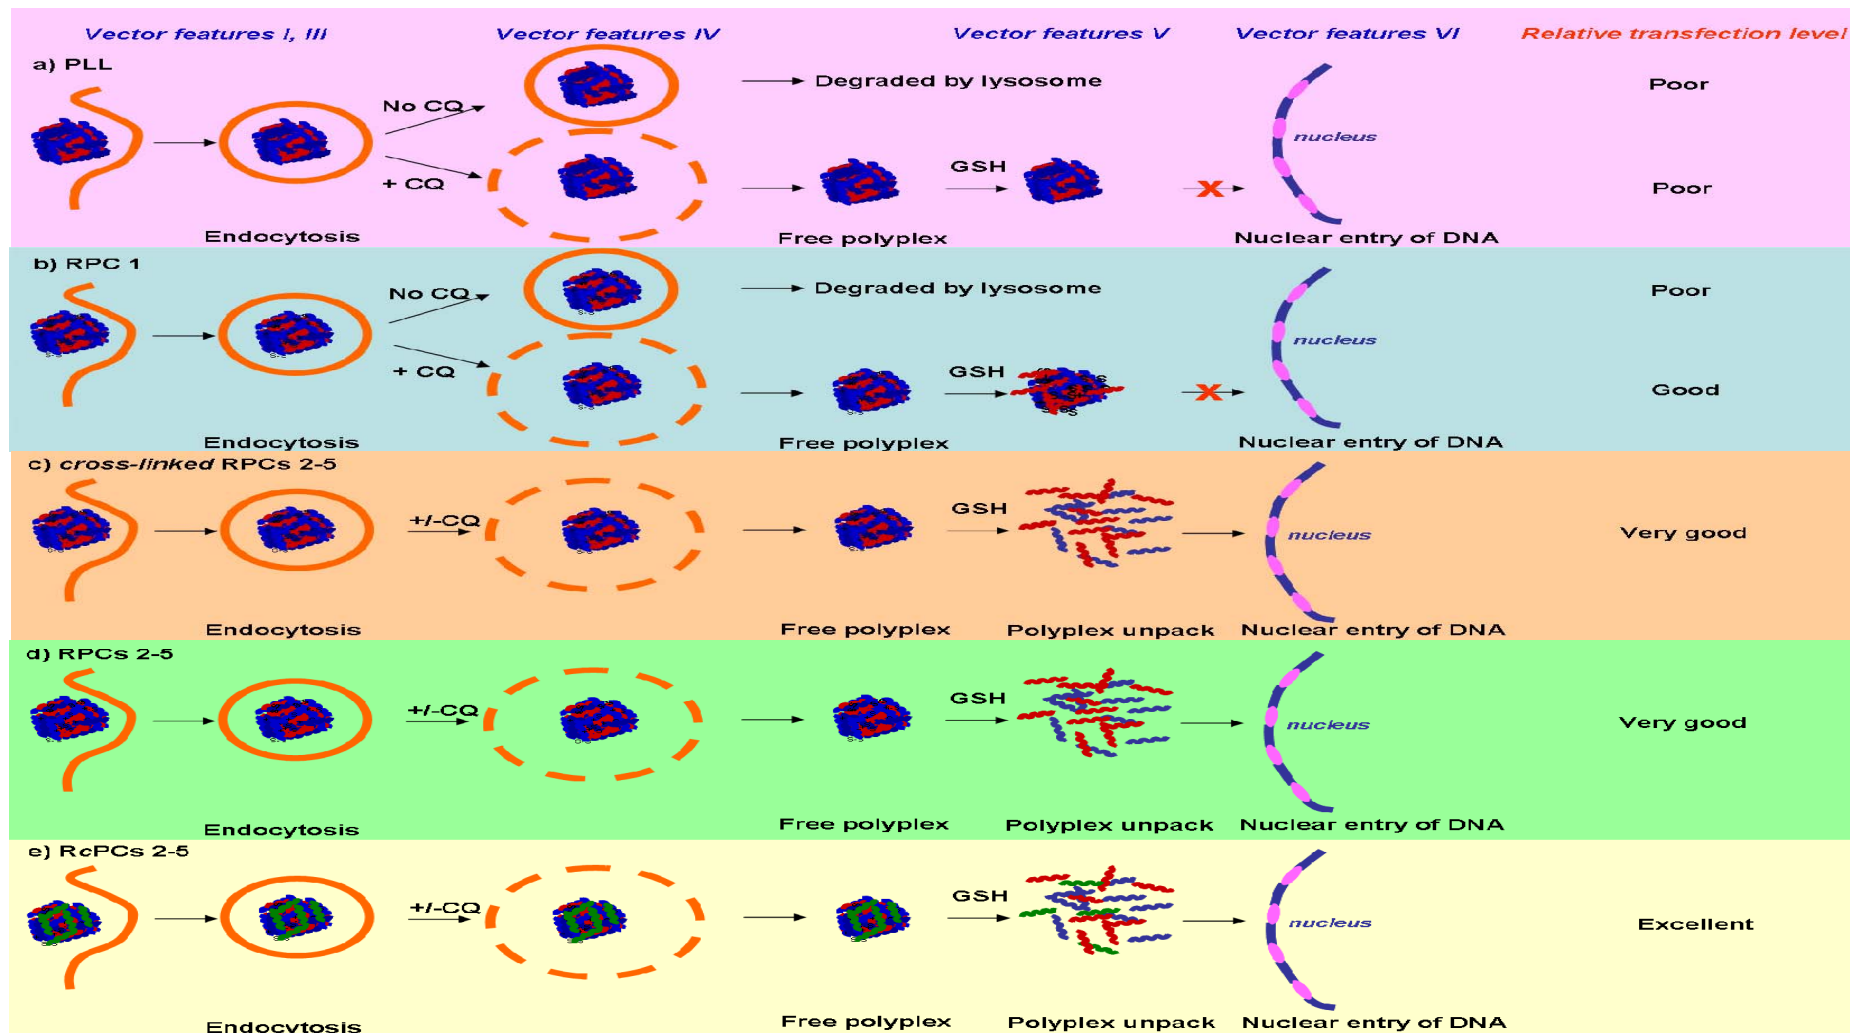 Vector features I, III Vector features IV Vector features V Vector features VI Relative transfection level
a) PLL
No CQ
Degraded by lysosome
Poor
nucleus
+ CQ
GSH
X
Poor
Endocytosis Free polyplex Nuclear entry of DNA
b) RPC 1
No CQ
Degraded by lysosome
Poor
nucleus
+ CQ
GSH
X
Good
Endocytosis Free polyplex Nuclear entry of DNA
c) cross-linked RPCs 2-5
+/-CQ
GSH
nucleus
Very good
Endocytosis Free polyplex Polyplex unpack Nuclear entry of DNA
d) RPCs 2-5
+/-CQ
GSH
nucleus
Very good
Endocytosis Free polyplex Polyplex unpack Nuclear entry of DNA
e) RcPCs 2-5
+/-CQ
GSH
nucleus
Excellent
Endocytosis Free polyplex Polyplex unpack Nuclear entry of DNA